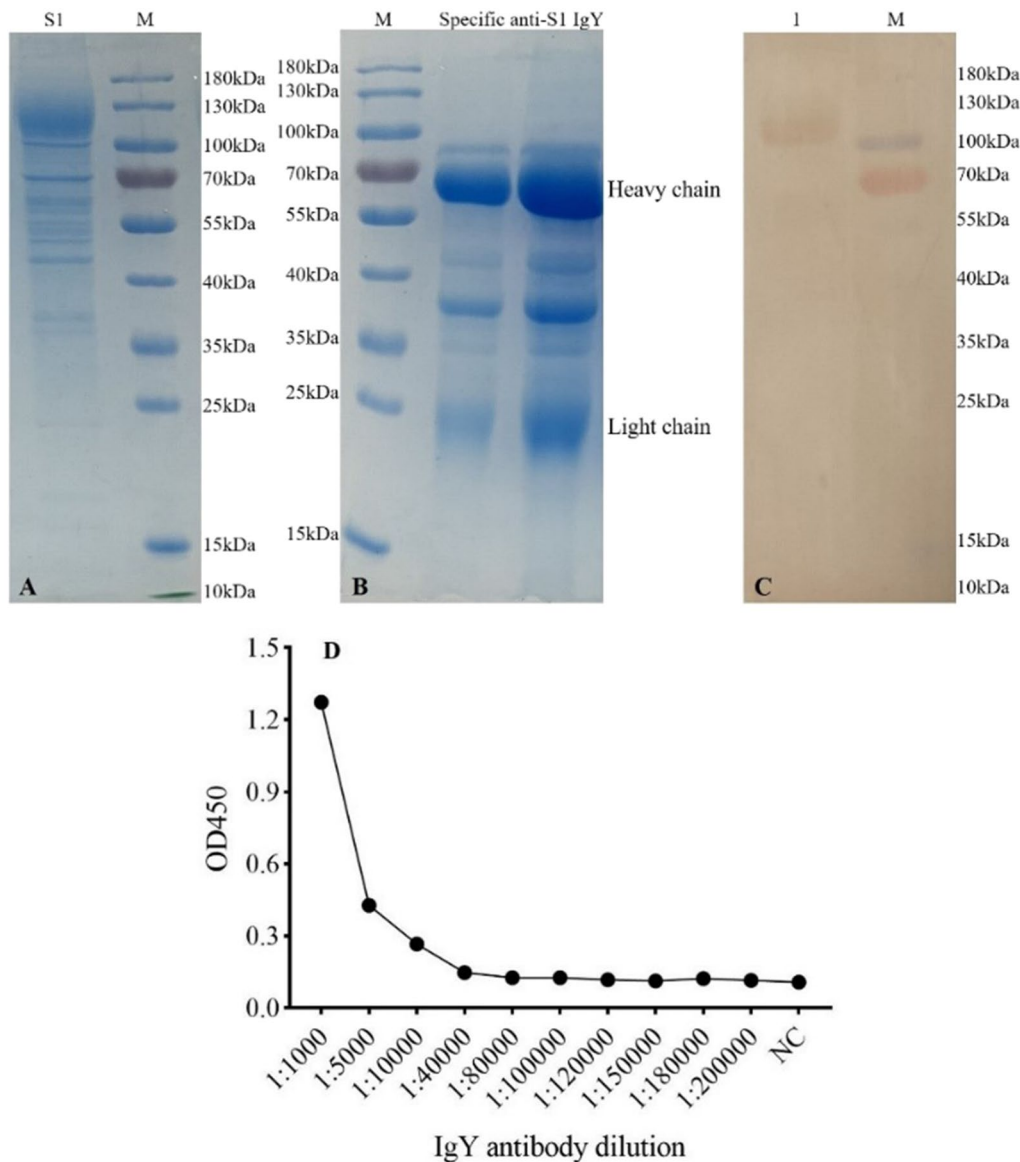 S1 M
180kDa
130kDa
100kDa
70kDa
55kDa
40kDa
35kDa
25kDa
15kDa
10kDa
A
M Specific anti-S1 IgY
180kDa
130kDa
100kDa
70kDa
55kDa
40kDa
35kDa
25kDa
15kDa
Heavy chain
Light chain
B
1 M
180kDa
130kDa
100kDa
70kDa
55kDa
40kDa
35kDa
25kDa
15kDa
10kDa
C
D
1.5
1.2
0.9
0.6
0.3
0.0
OD450
1:1000
1:5000
1:10000
1:40000
1:80000
1:100000
1:120000
1:150000
1:180000
1:200000
NC
IgY antibody dilution